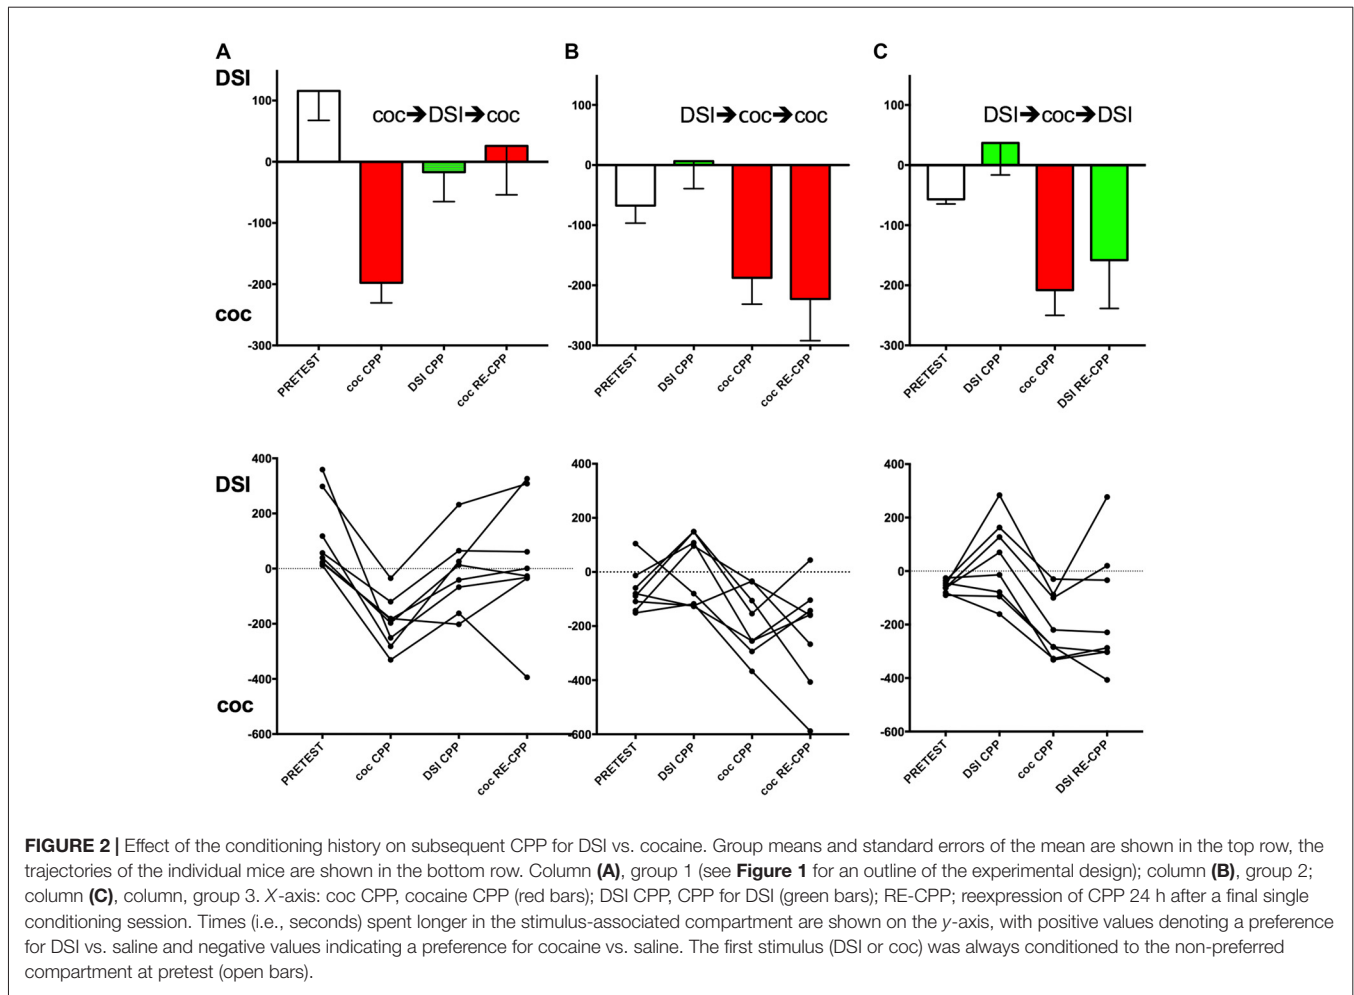 A
DSI
coc➔DSI➔coc
100
0
-100
-200
-300
coc
PRETEST
coc CPP
DSI CPP
coc RE-CPP
B
DSI➔coc➔coc
100
0
-100
-200
-300
PRETEST
DSI CPP
coc CPP
coc RE-CPP
C
DSI➔coc➔DSI
100
0
-100
-200
-300
PRETEST
DSI CPP
coc CPP
DSI RE-CPP
DSI
400
200
0
-200
-400
-600
coc
PRETEST
coc CPP
DSI CPP
coc RE-CPP
400
200
0
-200
-400
-600
PRETEST
DSI CPP
coc CPP
coc RE-CPP
400
200
0
-200
-400
-600
PRETEST
DSI CPP
coc CPP
DSI RE-CPP
FIGURE 2 | Effect of the conditioning history on subsequent CPP for DSI vs. cocaine. Group means and standard errors of the mean are shown in the top row, the
trajectories of the individual mice are shown in the bottom row. Column (A), group 1 (see Figure 1 for an outline of the experimental design); column (B), group 2;
column (C), column, group 3. X-axis: coc CPP, cocaine CPP (red bars); DSI CPP, CPP for DSI (green bars); RE-CPP; reexpression of CPP 24 h after a final single
conditioning session. Times (i.e., seconds) spent longer in the stimulus-associated compartment are shown on the y-axis, with positive values denoting a preference
for DSI vs. saline and negative values indicating a preference for cocaine vs. saline. The first stimulus (DSI or coc) was always conditioned to the non-preferred
compartment at pretest (open bars).